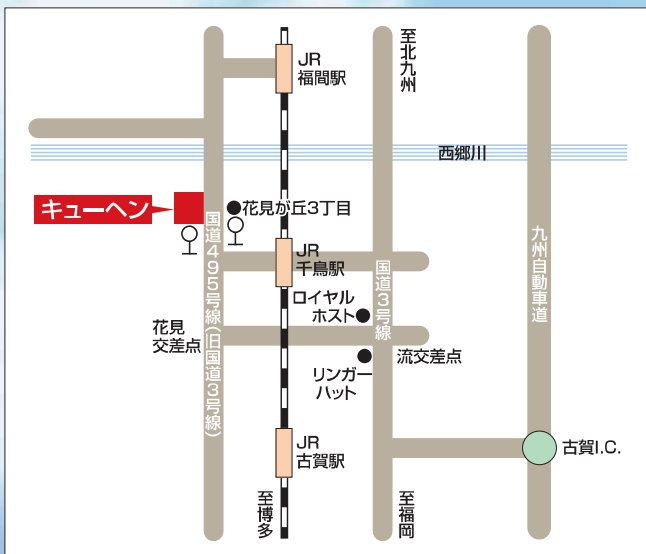 JR
福間駅
至北九州
西郷川
キューヘン
花見が丘3丁目
国道495号線(旧国道3号線)
JR
千鳥駅
国道3号線
九州自動車道
ロイヤル
ホスト
花見
交差点
流交差点
リンガー
ハット
JR
古賀駅
古賀I.C.
至博多
至福岡